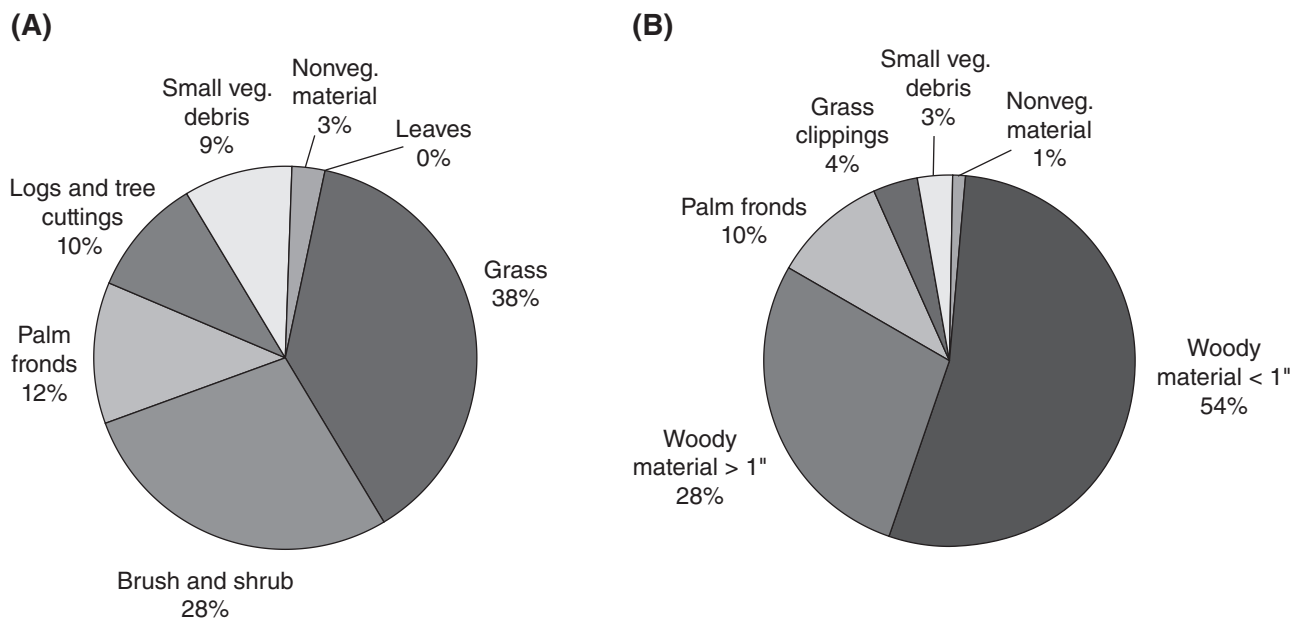 (A)
Small veg.
debris
9%
Nonveg.
material
3%
Leaves
0%
Logs and tree
cuttings
10%
Grass
38%
Palm
fronds
12%
Brush and shrub
28%
(B)
Small veg.
debris
3%
Grass
clippings
4%
Nonveg.
material
1%
Palm fronds
10%
Woody
material < 1"
54%
Woody
material > 1"
28%